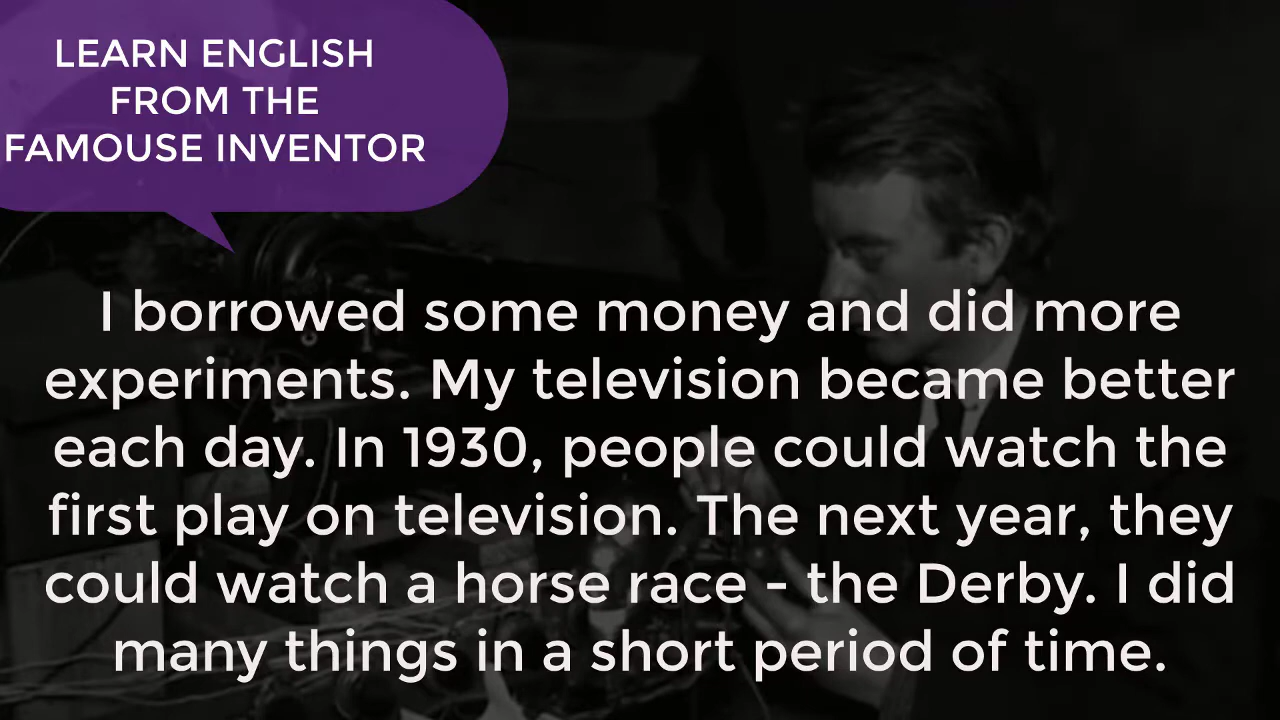 LEARN ENGLISH
FROM THE
FAMOUSE INVENTOR
I borrowed some money and did more
experiments. My television became better
each day. In 1930, people could watch the
first play on television. The next year, they
could watch a horse race - the Derby. I did
many things in a short period of time.